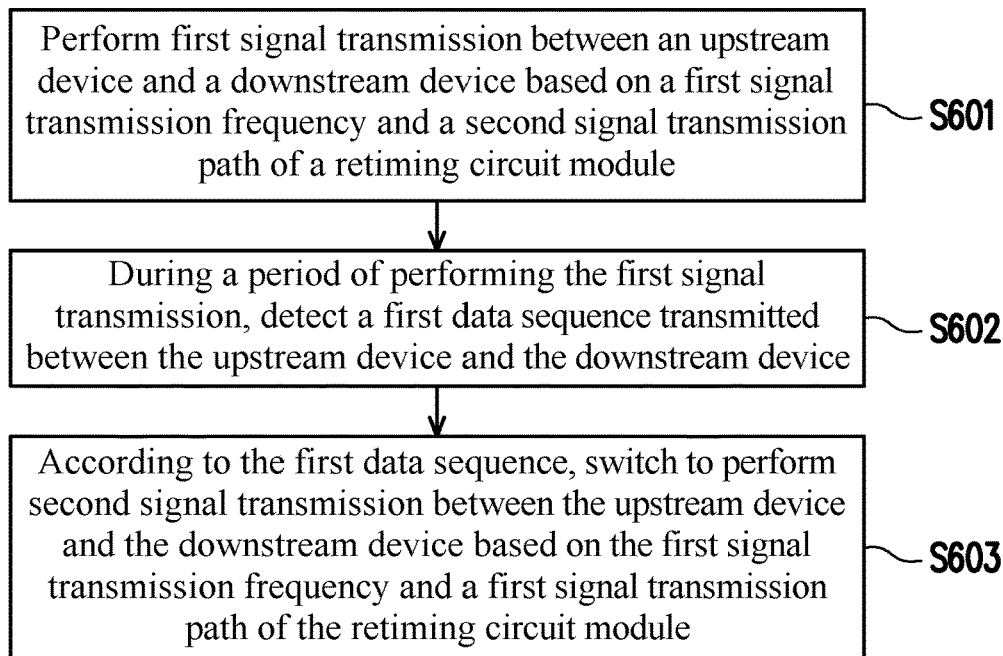 Perform first signal transmission between an upstream
device and a downstream device based on a first signal
transmission frequency and a second signal transmission
path of a retiming circuit module
S601
During a period of performing the first signal
transmission, detect a first data sequence transmitted
between the upstream device and the downstream device
S602
According to the first data sequence, switch to perform
second signal transmission between the upstream device
and the downstream device based on the first signal
transmission frequency and a first signal transmission
path of the retiming circuit module
S603